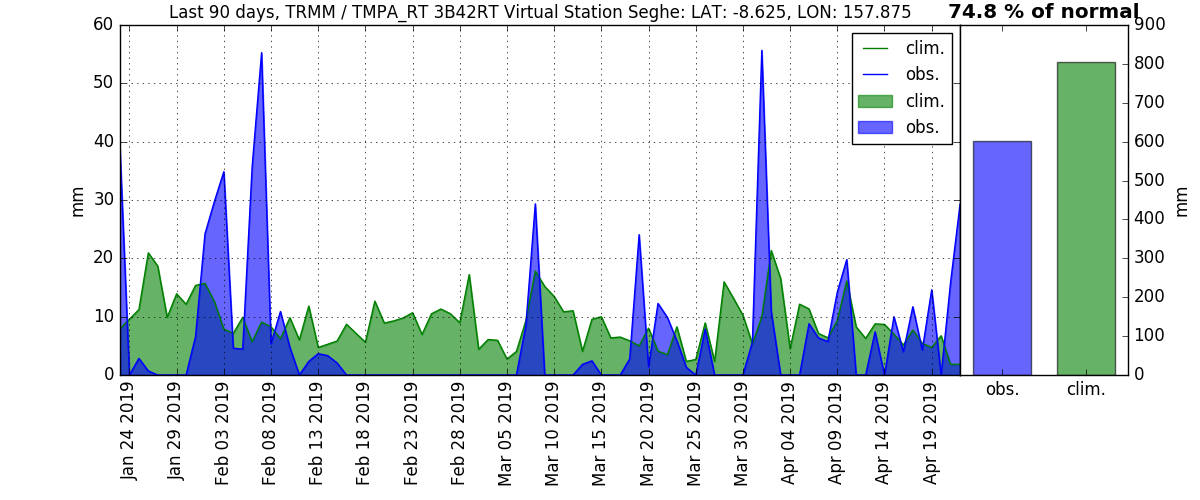 Last 90 days, TRMM / TMPA_RT 3B42RT Virtual Station Seghe: LAT: -8.625, LON: 157.875
74.8 % of normal
60
50
40
30
20
10
0
mm
clim.
obs.
clim.
obs.
900
800
700
600
500
400
300
200
100
0
mm
obs.
clim.
Jan 24 2019
Jan 29 2019
Feb 03 2019
Feb 08 2019
Feb 13 2019
Feb 18 2019
Feb 23 2019
Feb 28 2019
Mar 05 2019
Mar 10 2019
Mar 15 2019
Mar 20 2019
Mar 25 2019
Mar 30 2019
Apr 04 2019
Apr 09 2019
Apr 14 2019
Apr 19 2019